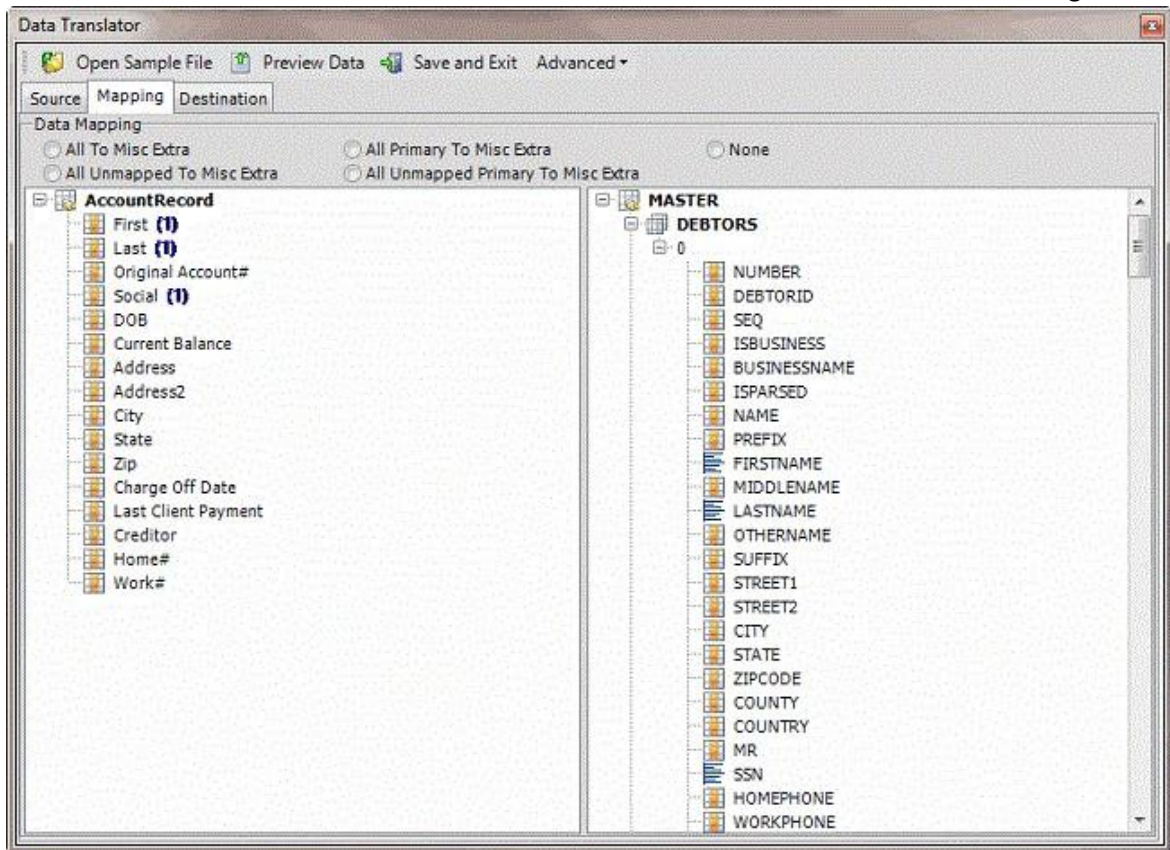 Data Translator
Open Sample File Preview Data Save and Exit Advanced
Source Mapping Destination
Data Mapping
All To Misc Extra All Primary To Misc Extra None
All Unmapped To Misc Extra All Unmapped Primary To Misc Extra
AccountRecord
First (1)
Last (1)
Original Account#
Social (1)
DOB
Current Balance
Address
Address2
City
State
Zip
Charge Off Date
Last Client Payment
Creditor
Home#
Work#
MASTER
DEBTORS
0
NUMBER
DEBTORID
SEQ
ISBUSINESS
BUSINESSNAME
ISPARSED
NAME
PREFIX
FIRSTNAME
MIDDLENAME
LASTNAME
OTHERNAME
SUFFIX
STREET1
STREET2
CITY
STATE
ZIPCODE
COUNTY
COUNTRY
MR
SSN
HOMEPHONE
WORKPHONE